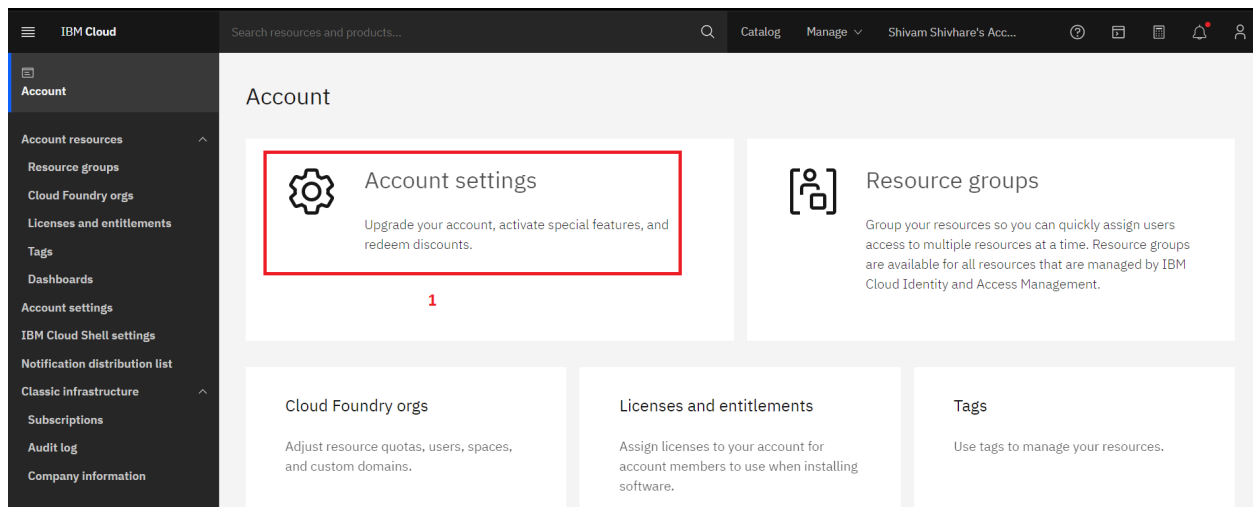 IBM Cloud
Search resources and products...
Catalog
Manage
Shivam Shivhare's Acc...
Account
Account resources
Resource groups
Cloud Foundry orgs
Licenses and entitlements
Tags
Dashboards
Account settings
IBM Cloud Shell settings
Notification distribution list
Classic infrastructure
Subscriptions
Audit log
Company information
Account
Account settings
Upgrade your account, activate special features, and
redeem discounts.
1
Resource groups
Group your resources so you can quickly assign users
access to multiple resources at a time. Resource groups
are available for all resources that are managed by IBM
Cloud Identity and Access Management.
Cloud Foundry orgs
Adjust resource quotas, users, spaces,
and custom domains.
Licenses and entitlements
Assign licenses to your account for
account members to use when installing
software.
Tags
Use tags to manage your resources.